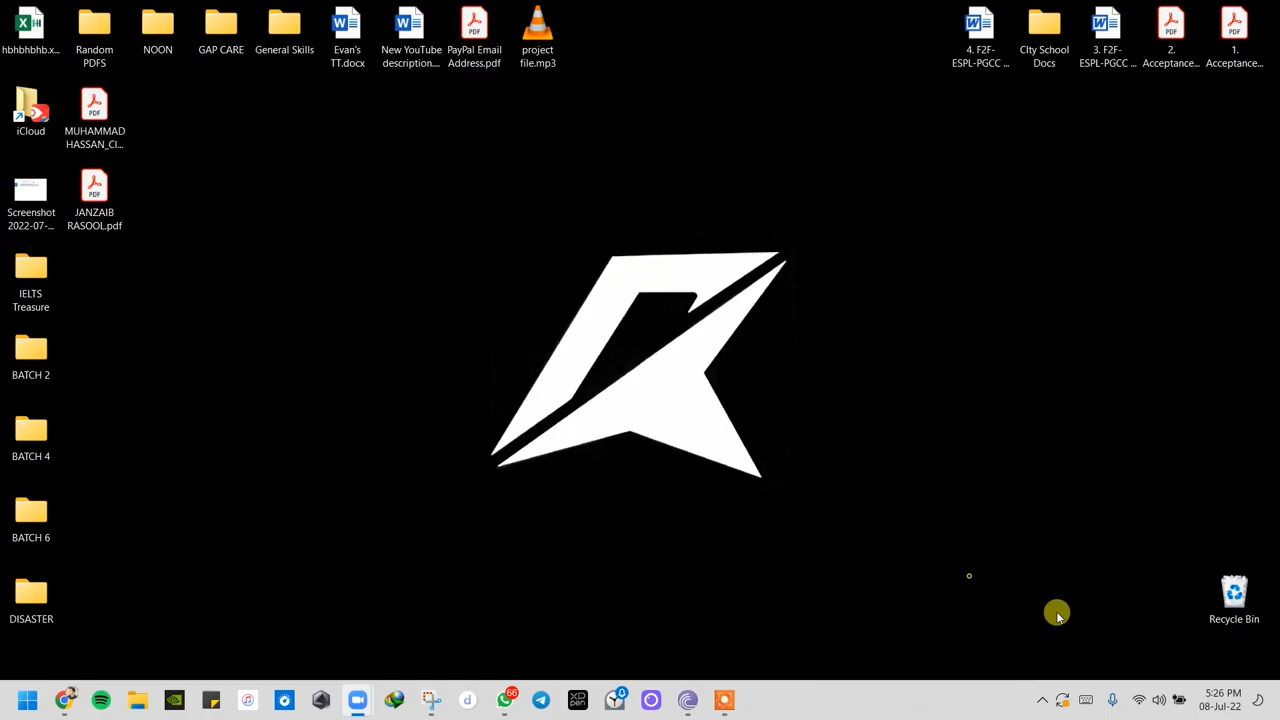 hbhbhbhb.x...
Random
PDFS
NOON
GAP CARE
General Skills
Evan's
TT.docx
New YouTube
description....
PayPal Email
Address.pdf
project
file.mp3
4. F2F-
ESPL-PGCC ...
CIty School
Docs
3. F2F-
ESPL-PGCC ...
2.
Acceptance...
1.
Acceptance...
iCloud
MUHAMMAD
HASSAN_CI...
Screenshot
2022-07-...
JANZAIB
RASOOL.pdf
IELTS
Treasure
BATCH 2
BATCH 4
BATCH 6
DISASTER
Recycle Bin
66
5:26 PM
08-Jul-22